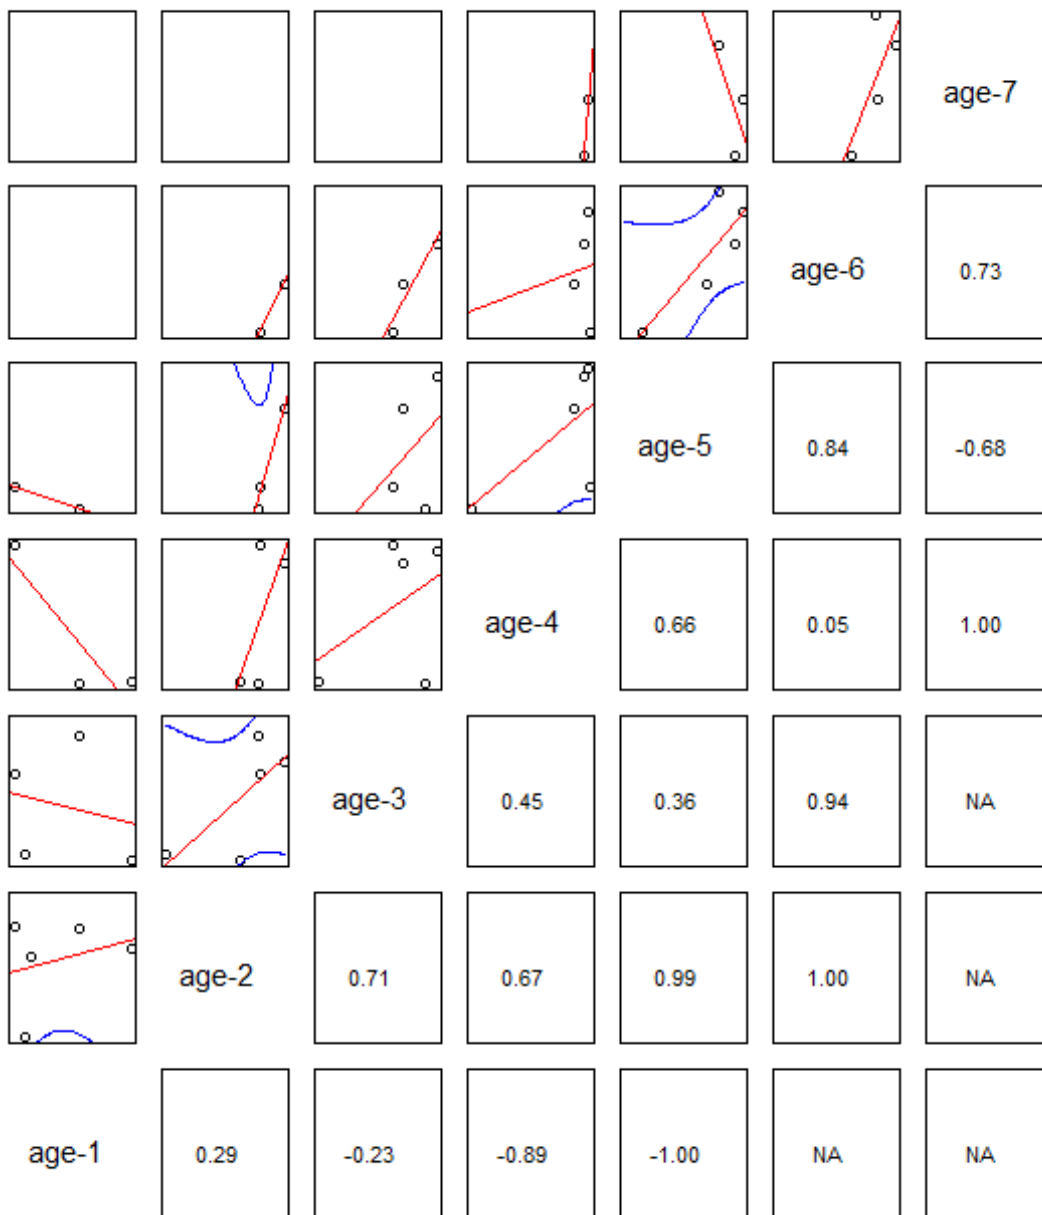 age-7
age-6 0.73
age-5 0.84 -0.68
age-4 0.66 0.05 1.00
age-3 0.45 0.36 0.94 NA
age-2 0.71 0.67 0.99 1.00 NA
age-1 0.29 -0.23 -0.89 -1.00 NA NA